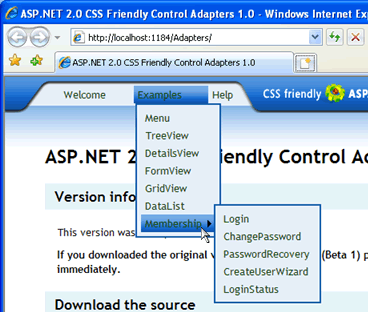 ASP.NET 2.0 CSS Friendly Control Adapters 1.0 - Windows Internet Exp
http://localhost:1184/Adapters/
ASP.NET 2.0 CSS Friendly Control Adapters 1.0
Welcome Examples Help CSS friendly ASP
Menu
TreeView
ASP.NET 2 iendly Control Adapters
DetailsView
FormView
GridView
Version info
DataList
Membership
Login
This version was
ChangePassword
If you downloaded the original v PasswordRecovery (Beta 1) p
immediately. CreateUserWizard
LoginStatus
Download the source